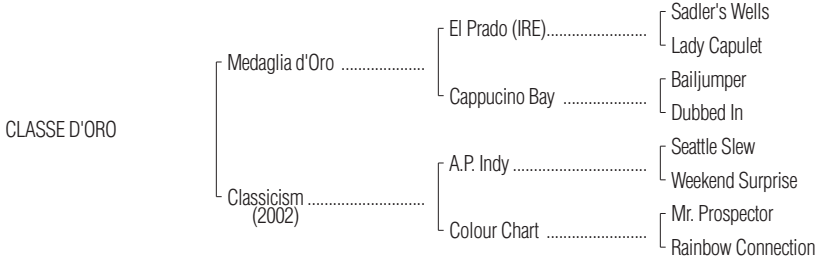 Sadler's Wells
El Prado (IRE)........................
Lady Capulet
Medaglia d'Oro ....................
Bailjumper
Cappucino Bay ....................
Dubbed In
CLASSE D'ORO
Seattle Slew
A.P. Indy ................................
Weekend Surprise
Classicism ............................
(2002)
Mr. Prospector
Colour Chart ........................
Rainbow Connection